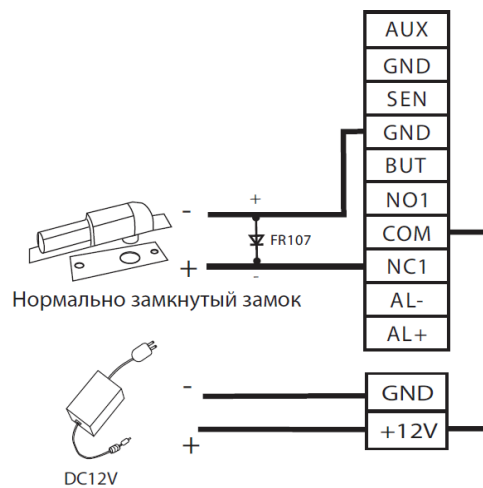 AUX
GND
SEN
GND
BUT
NO1
COM
NC1
AL-
AL+
- +
FR107
+ -
Нормально замкнутый замок
- GND
+ +12V
DC12V